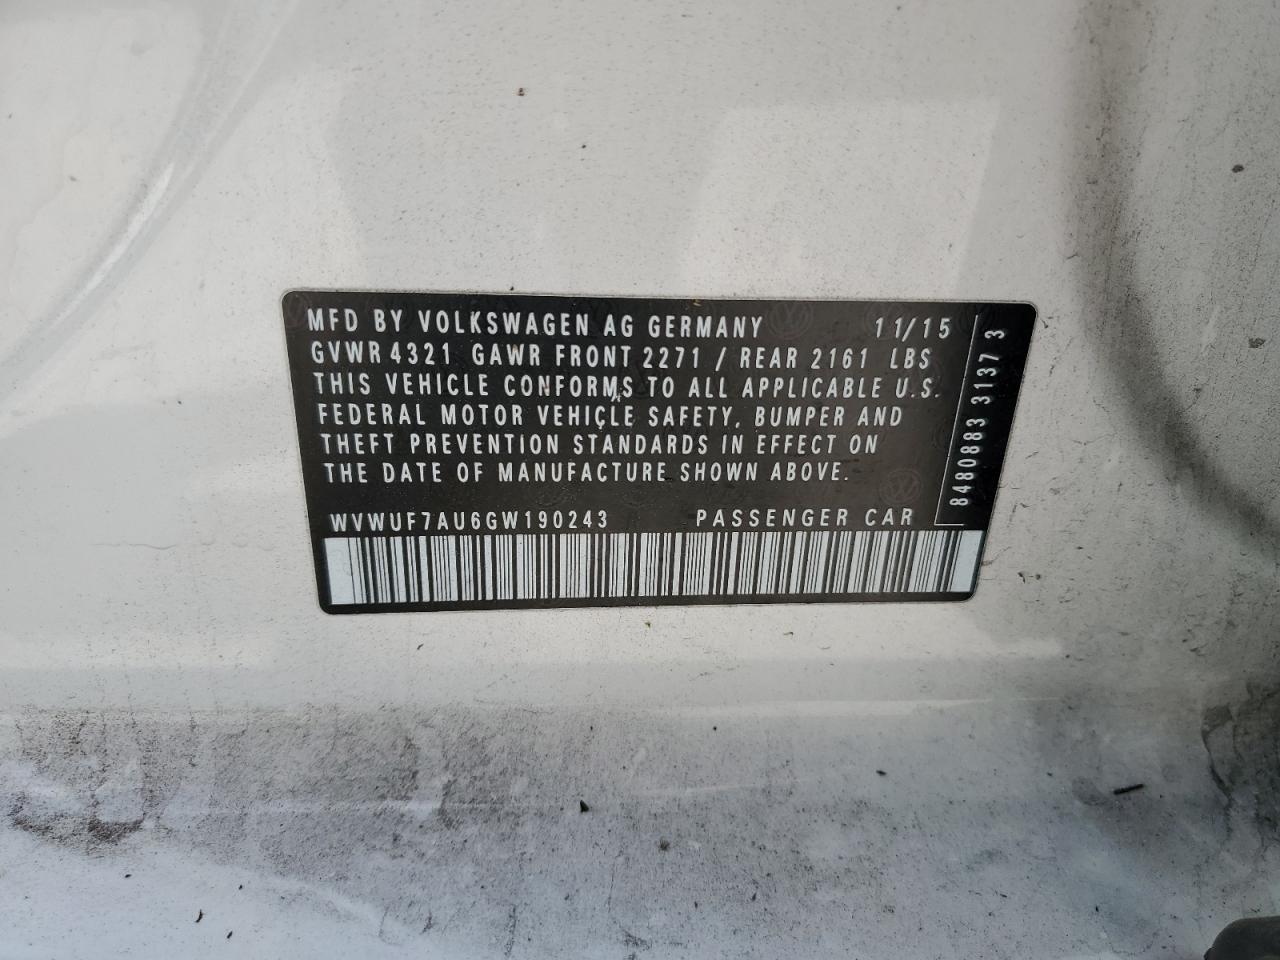 MFD BY VOLKSWAGEN AG GERMANY 11/15
GVWR 4321 GAWR FRONT 2271 / REAR 2161 LBS
THIS VEHICLE CONFORMS TO ALL APPLICABLE U.S.
FEDERAL MOTOR VEHICLE SAFETY, BUMPER AND
THEFT PREVENTION STANDARDS IN EFFECT ON
THE DATE OF MANUFACTURE SHOWN ABOVE.
WVWUF7AU6GW190243 PASSENGER CAR
8480883 3137 3